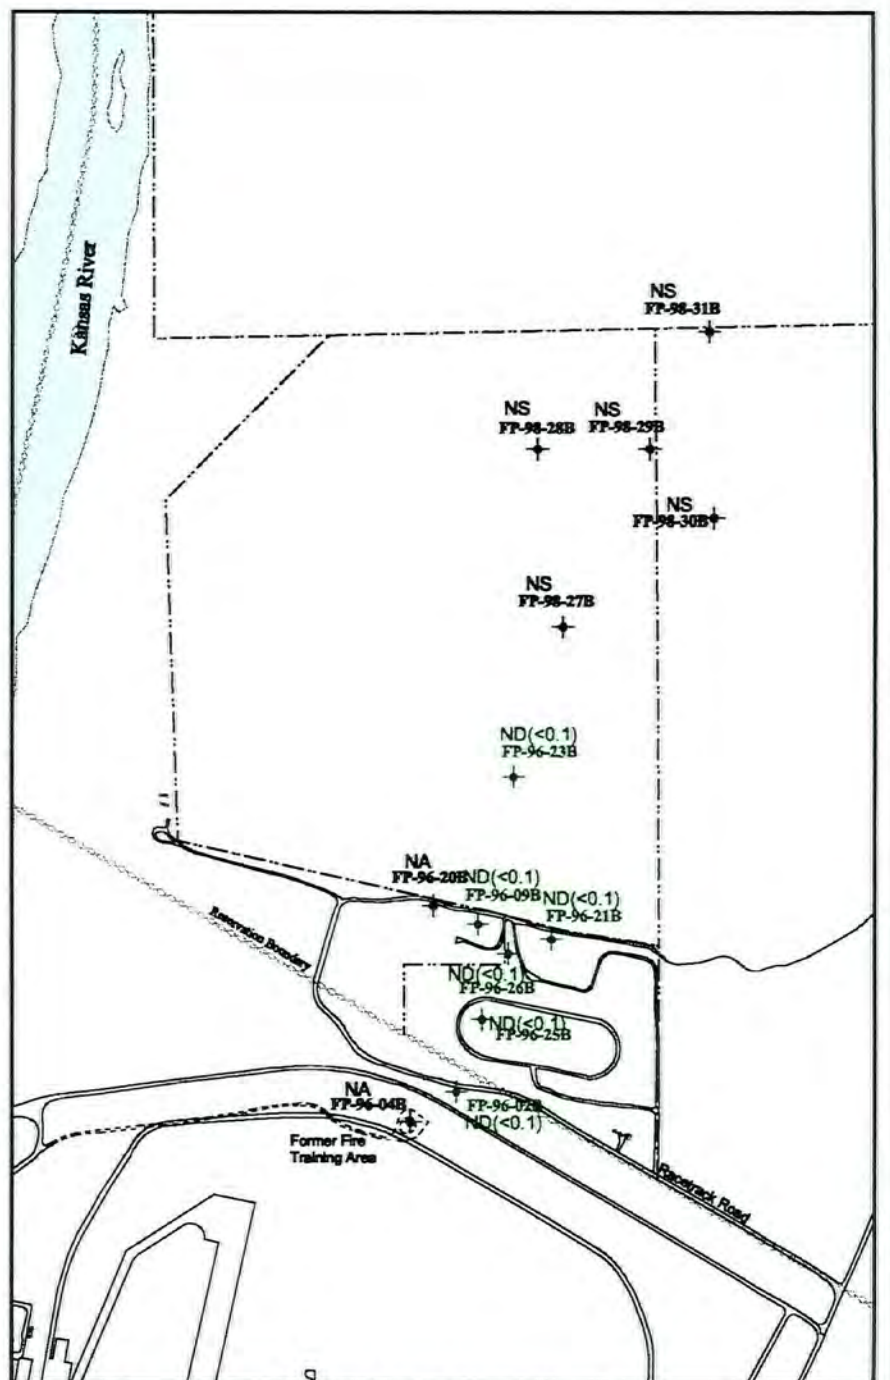 Kansas River
NS
FP-98-31B
NS
FP-98-28B
NS
FP-98-29B
NS
FP-98-30B
NS
FP-98-27B
ND(<0.1)
FP-96-23B
NA
FP-96-20B
ND(<0.1)
FP-96-09B
ND(<0.1)
FP-96-21B
Reservation Boundary
ND(<0.1)
FP-96-26B
ND(<0.1)
FP-96-25B
NA
FP-96-04B
FP-96-02B
ND(<0.1)
Former Fire
Training Area
Racetrack Road